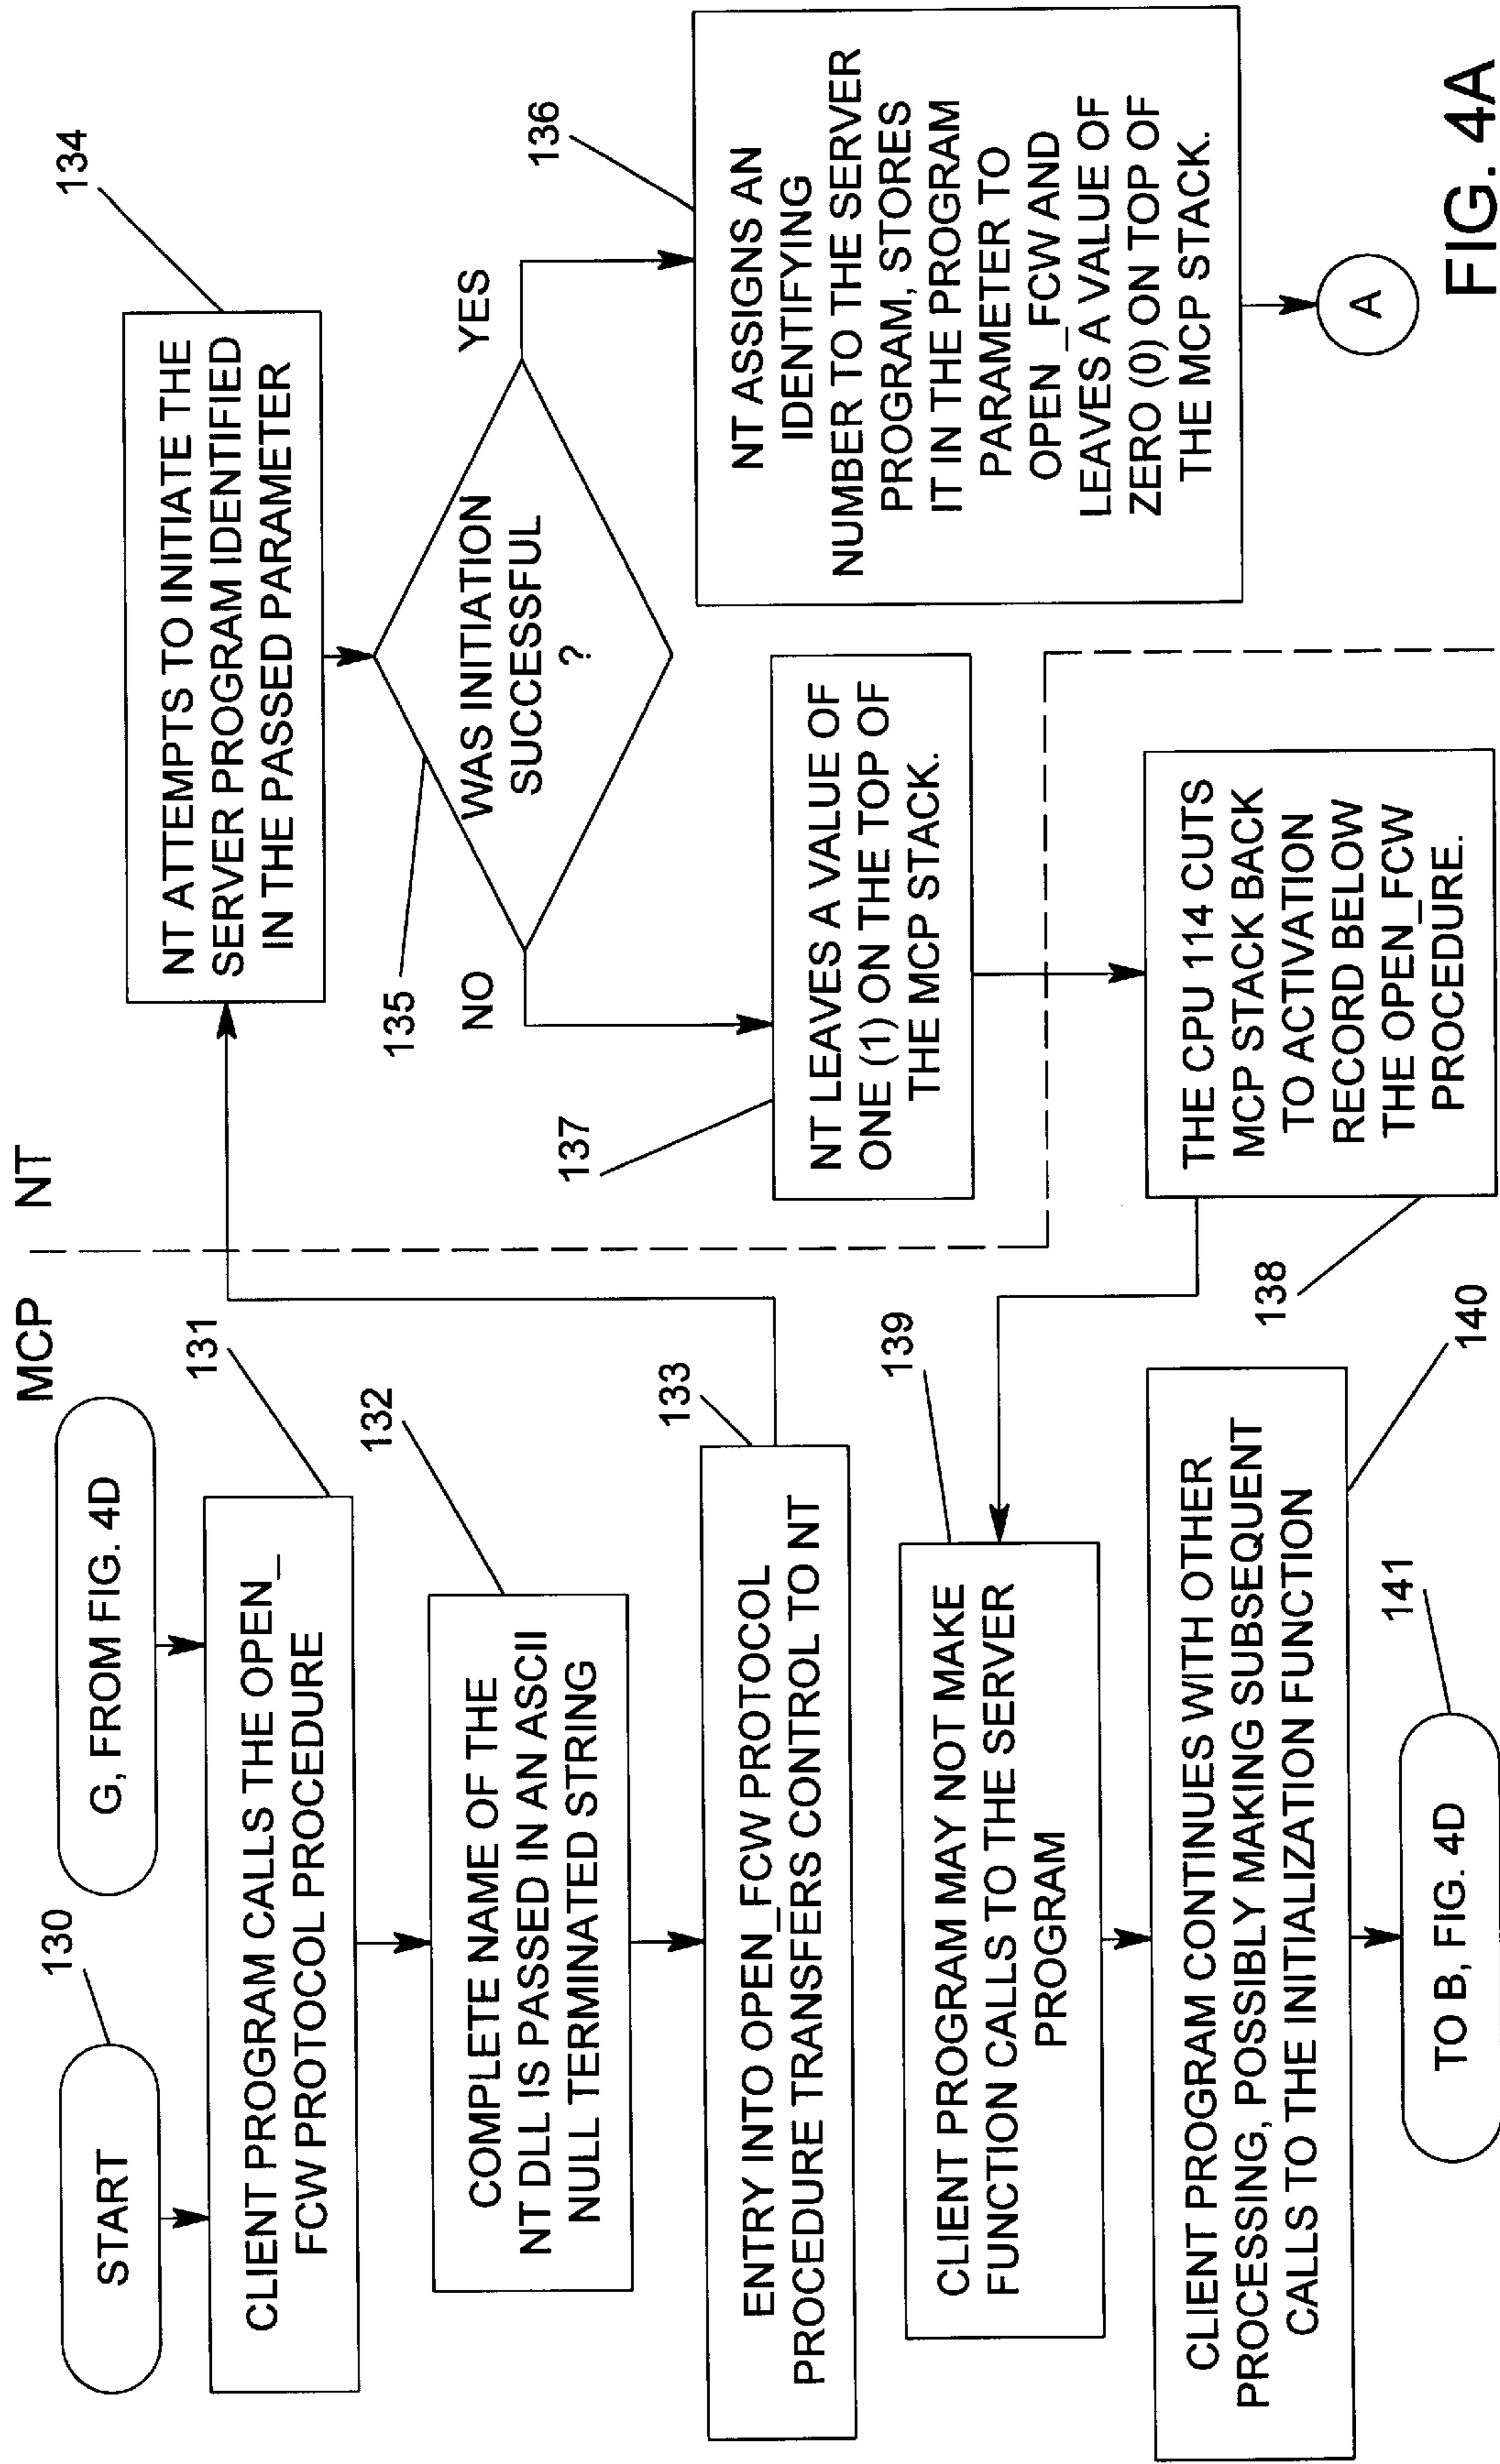 MCP
NT
130
START
G, FROM FIG. 4D
131
CLIENT PROGRAM CALLS THE OPEN_
FCW PROTOCOL PROCEDURE
132
COMPLETE NAME OF THE
NT DLL IS PASSED IN AN ASCII
NULL TERMINATED STRING
133
ENTRY INTO OPEN_FCW PROTOCOL
PROCEDURE TRANSFERS CONTROL TO NT
134
NT ATTEMPTS TO INITIATE THE
SERVER PROGRAM IDENTIFIED
IN THE PASSED PARAMETER
135
WAS INITIATION
SUCCESSFUL
?
NO
YES
136
NT ASSIGNS AN
IDENTIFYING
NUMBER TO THE SERVER
PROGRAM, STORES
IT IN THE PROGRAM
PARAMETER TO
OPEN_FCW AND
LEAVES A VALUE OF
ZERO (0) ON TOP OF
THE MCP STACK.
A
137
NT LEAVES A VALUE OF
ONE (1) ON THE TOP OF
THE MCP STACK.
THE CPU 114 CUTS
MCP STACK BACK
TO ACTIVATION
RECORD BELOW
THE OPEN_FCW
PROCEDURE.
138
139
CLIENT PROGRAM MAY NOT MAKE
FUNCTION CALLS TO THE SERVER
PROGRAM
140
CLIENT PROGRAM CONTINUES WITH OTHER
PROCESSING, POSSIBLY MAKING SUBSEQUENT
CALLS TO THE INITIALIZATION FUNCTION
141
TO B, FIG. 4D
FIG. 4A